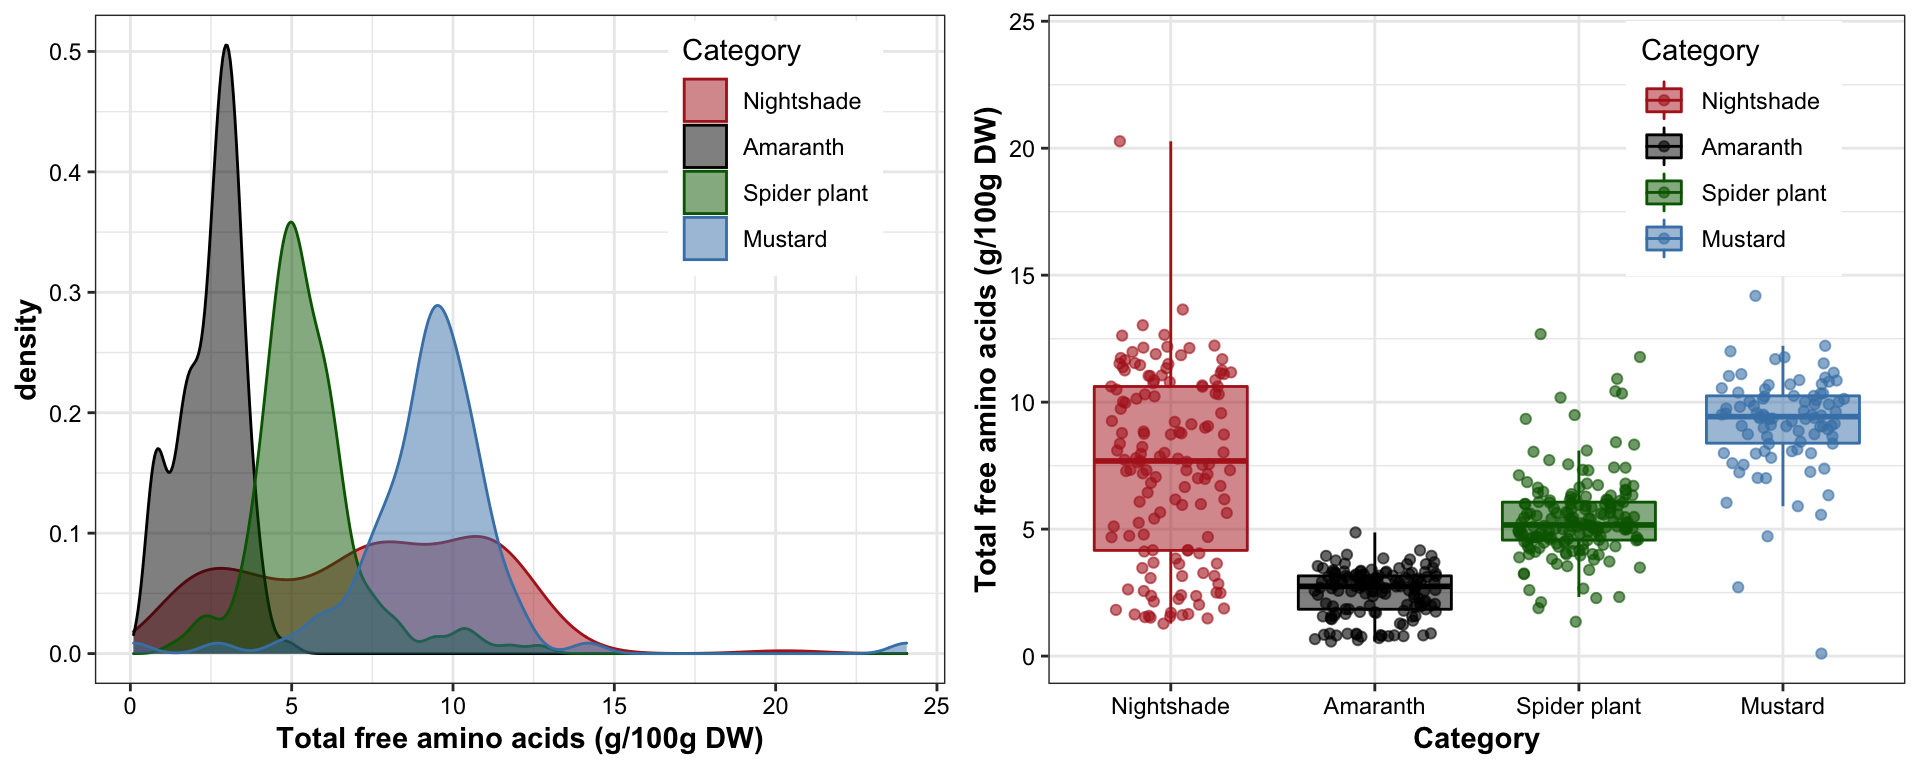 Category
Nightshade
Amaranth
Spider plant
Mustard
density
0.5
0.4
0.3
0.2
0.1
0.0
0 5 10 15 20 25
Total free amino acids (g/100g DW)
Category
Nightshade
Amaranth
Spider plant
Mustard
Total free amino acids (g/100g DW)
25
20
15
10
5
0
Nightshade Amaranth Spider plant Mustard
Category